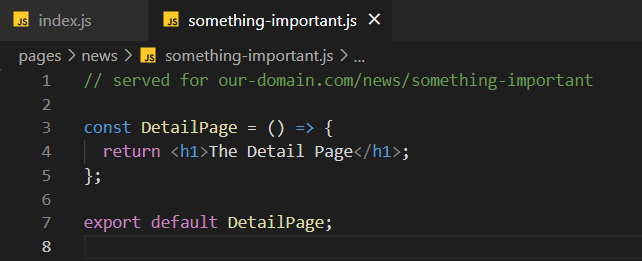 JS index.js JS something-important.js ×
pages > news > JS something-important.js > ...
1 // served for our-domain.com/news/something-important
2
3 const DetailPage = () => {
4 return <h1>The Detail Page</h1>;
5 };
6
7 export default DetailPage;
8